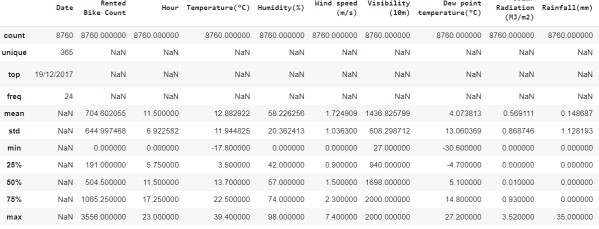 Date Rented Bike Count Hour Temperature(°C) Humidity(%) Wind speed (m/s) Visibility (10m) Dew point temperature(°C) Radiation (MJ/m2) Rainfall(mm)
count 8760 8760.000000 8760.000000 8760.000000 8760.000000 8760.000000 8760.000000 8760.000000 8760.000000 8760.000000
unique 365 NaN NaN NaN NaN NaN NaN NaN NaN NaN
top 19/12/2017 NaN NaN NaN NaN NaN NaN NaN NaN NaN
freq 24 NaN NaN NaN NaN NaN NaN NaN NaN NaN
mean NaN 704.602055 11.500000 12.882922 58.226256 1.724909 1436.825799 4.073813 0.569111 0.148687
std NaN 644.997468 6.922582 11.944825 20.362413 1.036300 608.298712 13.060369 0.868746 1.128193
min NaN 0.000000 0.000000 -17.800000 0.000000 0.000000 27.000000 -30.600000 0.000000 0.000000
25% NaN 191.000000 5.750000 3.500000 42.000000 0.900000 940.000000 -4.700000 0.000000 0.000000
50% NaN 504.500000 11.500000 13.700000 57.000000 1.500000 1698.000000 5.100000 0.010000 0.000000
75% NaN 1065.250000 17.250000 22.500000 74.000000 2.300000 2000.000000 14.800000 0.930000 0.000000
max NaN 3556.000000 23.000000 39.400000 98.000000 7.400000 2000.000000 27.200000 3.520000 35.000000